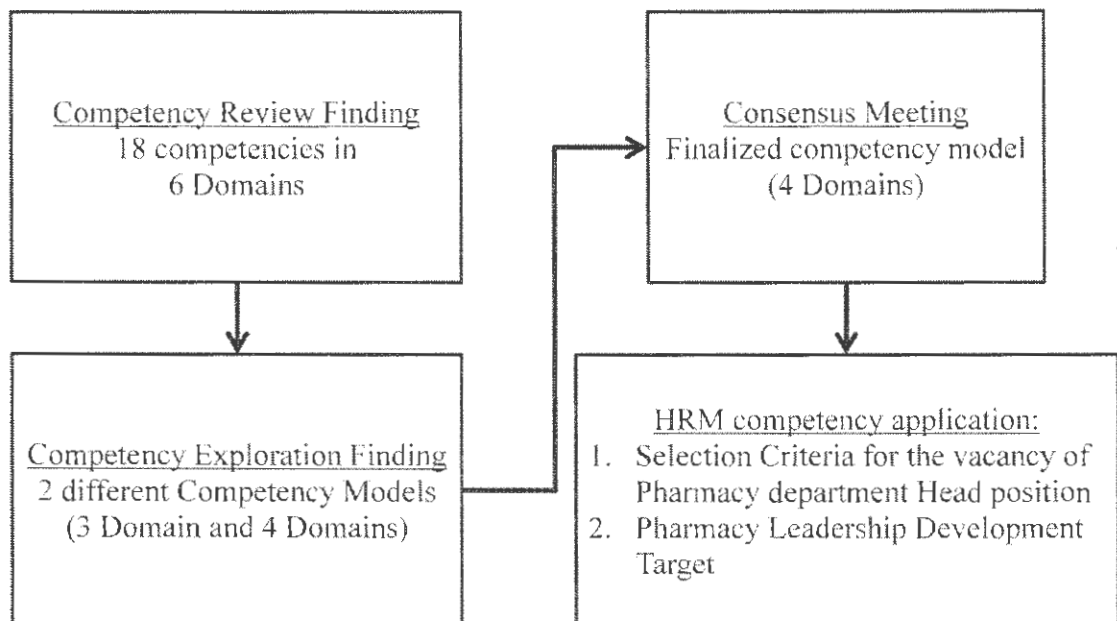 Competency Review Finding
18 competencies in
6 Domains
Competency Exploration Finding
2 different Competency Models
(3 Domain and 4 Domains)
Consensus Meeting
Finalized competency model
(4 Domains)
HRM competency application:
1. Selection Criteria for the vacancy of
Pharmacy department Head position
2. Pharmacy Leadership Development
Target